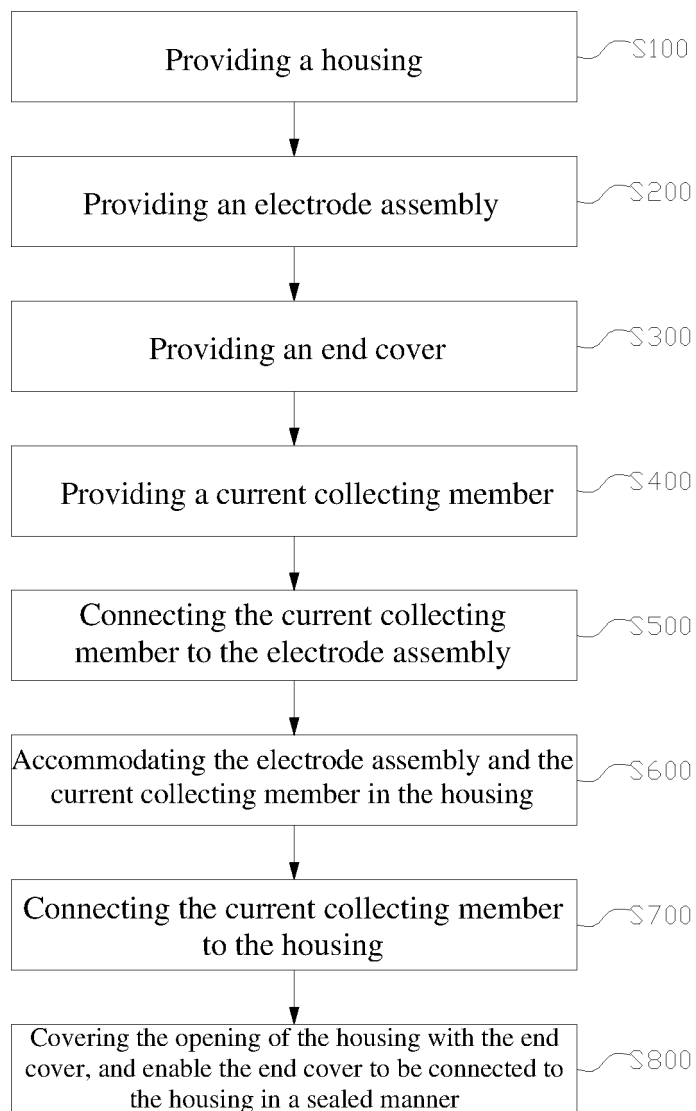 Providing a housing
S100
Providing an electrode assembly
S200
Providing an end cover
S300
Providing a current collecting member
S400
Connecting the current collecting
member to the electrode assembly
S500
Accommodating the electrode assembly and the
current collecting member in the housing
S600
Connecting the current collecting member
to the housing
S700
Covering the opening of the housing with the end
cover, and enable the end cover to be connected to
the housing in a sealed manner
S800